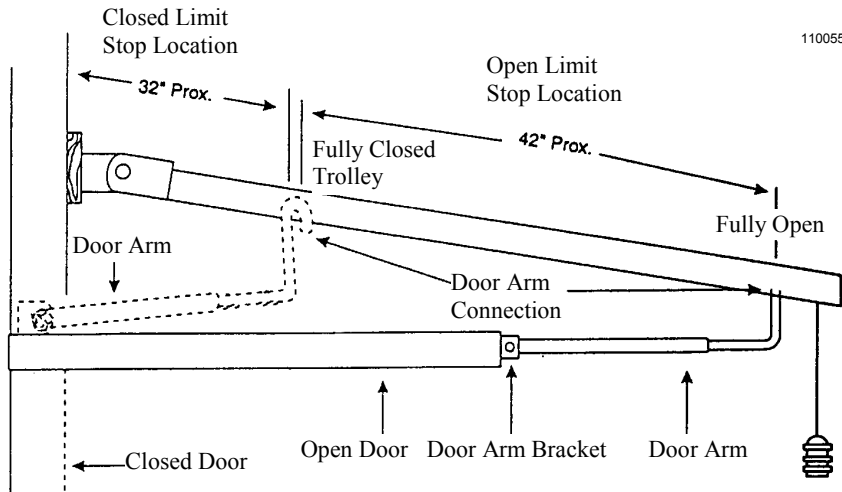 Closed Limit
Stop Location
110055
32" Prox.
Open Limit
Stop Location
42" Prox.
Fully Closed
Trolley
Fully Open
Door Arm
Door Arm
Connection
Open Door
Door Arm Bracket
Door Arm
Closed Door